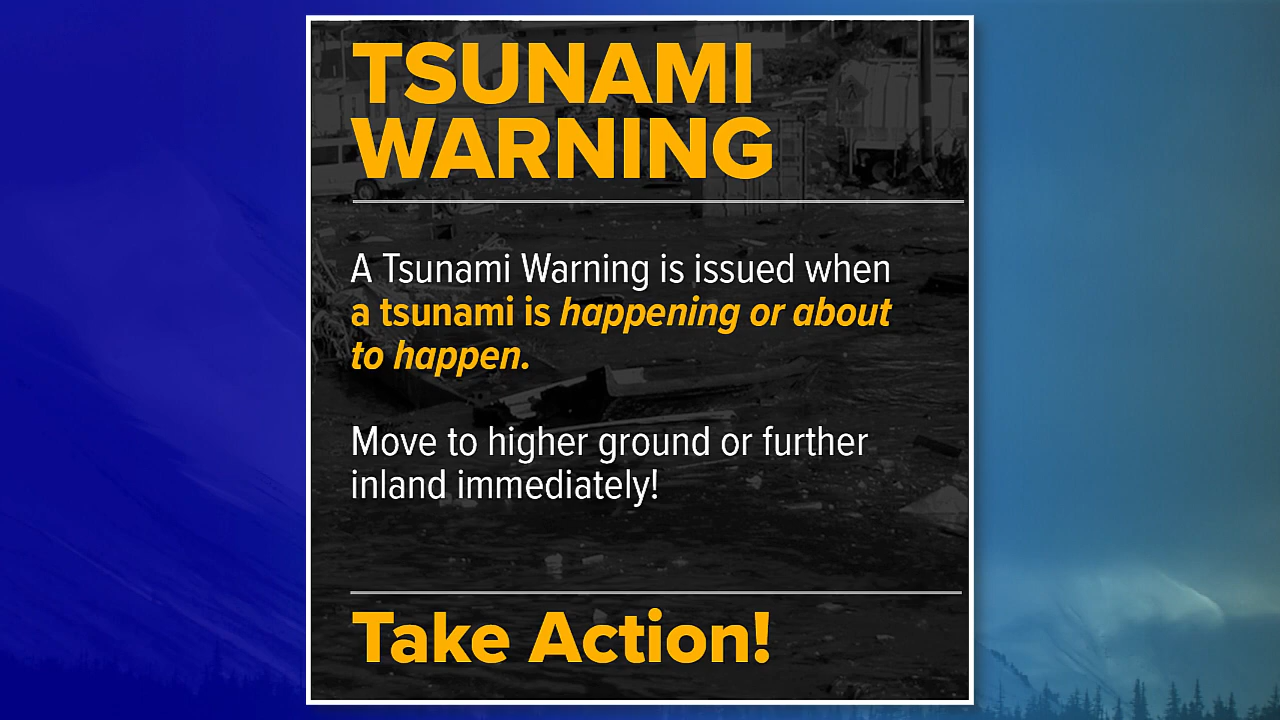 TSUNAMI
WARNING
A Tsunami Warning is issued when
a tsunami is happening or about
to happen.
Move to higher ground or further
inland immediately!
Take Action!